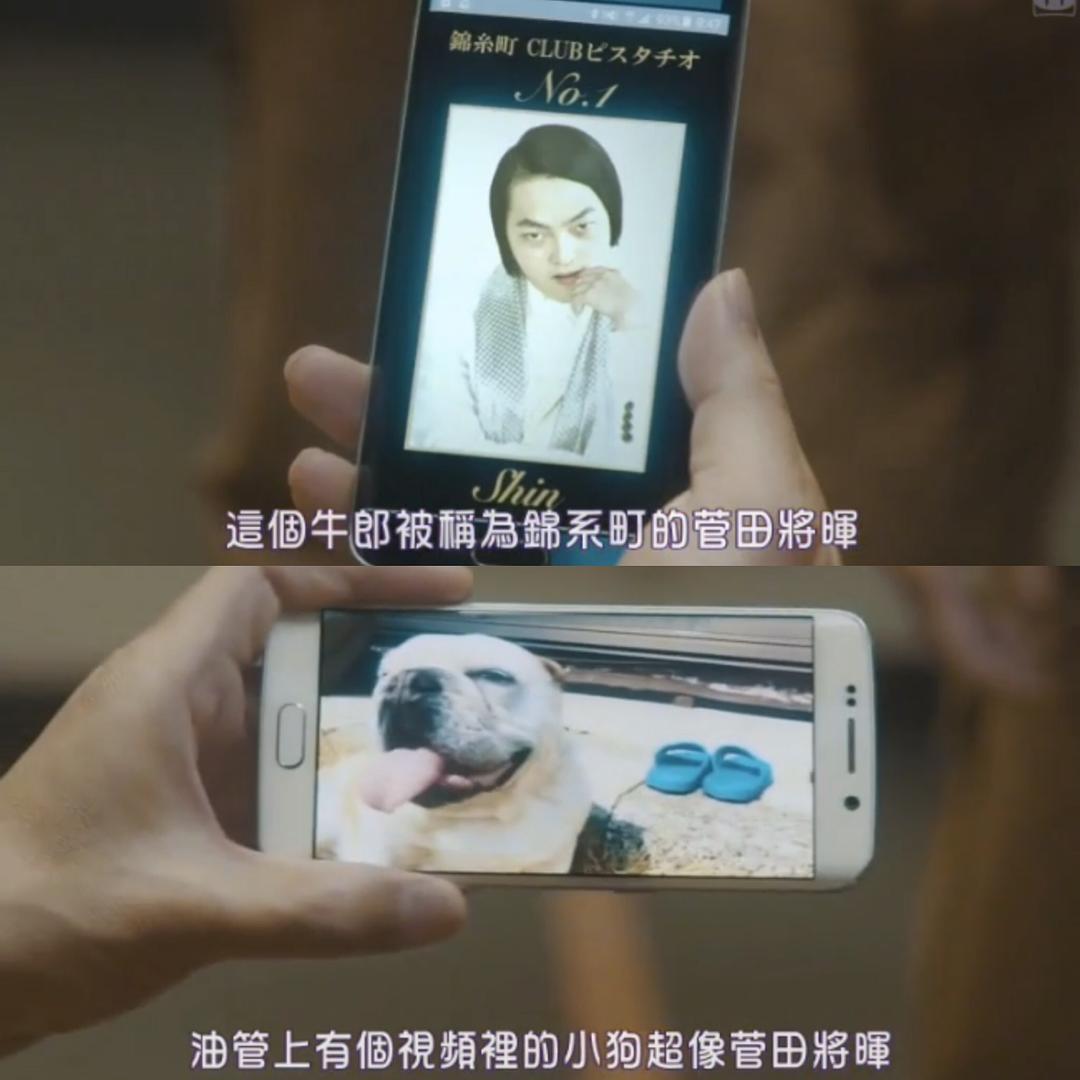 錦糸町 CLUBピスタチオ
No.1
Shin
這個牛郎被稱為錦系町的菅田將暉
油管上有個視頻裡的小狗超像菅田將暉